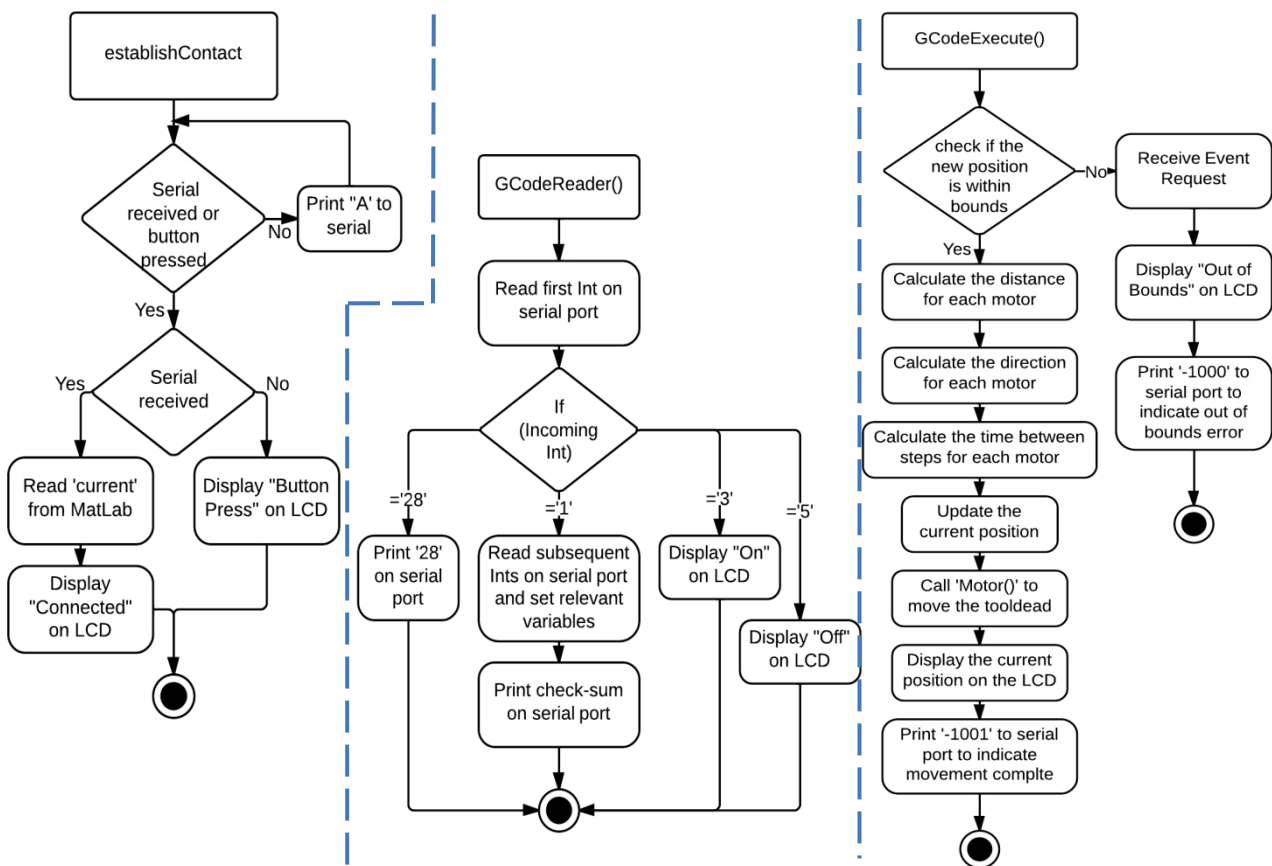 establishContact
Serial
received or
button
pressed
No
Print "A' to
serial
Yes
Serial
received
Yes
No
Read 'current'
from MatLab
Display "Button
Press" on LCD
Display
"Connected"
on LCD
GCodeReader()
Read first Int on
serial port
If
(Incoming
Int)
='28'
='1'
='3'
='5'
Print '28'
on serial
port
Read subsequent
Ints on serial port
and set relevant
variables
Display "On"
on LCD
Display "Off"
on LCD
Print check-sum
on serial port
GCodeExecute()
check if the
new position
is within
bounds
No
Receive Event
Request
Yes
Display "Out of
Bounds" on LCD
Print '-1000' to
serial port to
indicate out of
bounds error
Calculate the distance
for each motor
Calculate the direction
for each motor
Calculate the time between
steps for each motor
Update the
current position
Call 'Motor()' to
move the tooldead
Display the current
position on the LCD
Print '-1001' to serial
port to indicate
movement complte